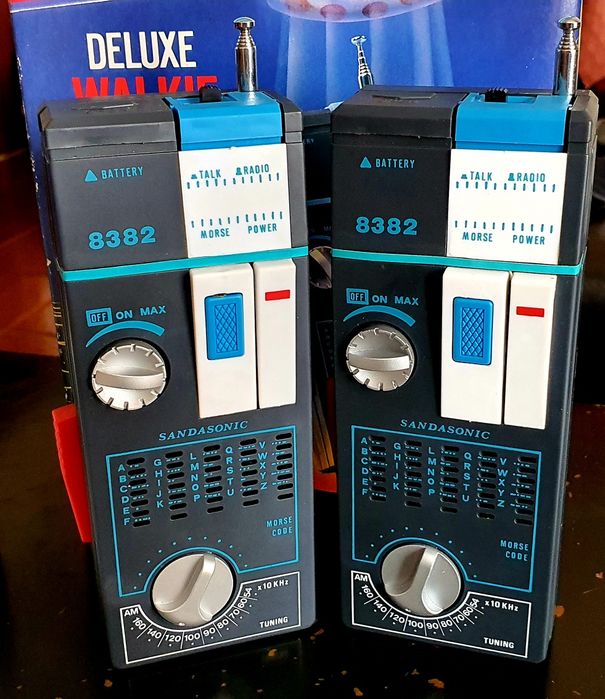 DELUXE
WALKIE
BATTERY
TALK RADIO
8382
MORSE POWER
OFF ON MAX
SANDASONIC
A G L Q V
B H M R W
C I N S X
D J O T Y
E K P U Z
F
MORSE
CODE
AM 160 140 120 100 90 80 70 60 54 x 10 KHz
TUNING
BATTERY
TALK RADIO
8382
MORSE POWER
OFF ON MAX
SANDASONIC
A G L Q V
B H M R W
C I N S X
D J O T Y
E K P U Z
F
MORSE
CODE
AM 160 140 120 100 90 80 70 60 54 x 10 KHz
TUNING